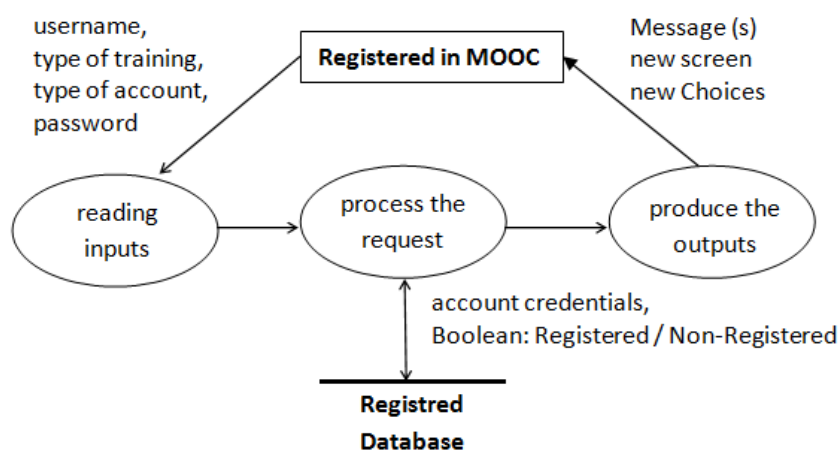 username,
type of training,
type of account,
password
Registered in MOOC
Message (s)
new screen
new Choices
reading
inputs
process the
request
produce the
outputs
account credentials,
Boolean: Registered / Non-Registered
Registred
Database